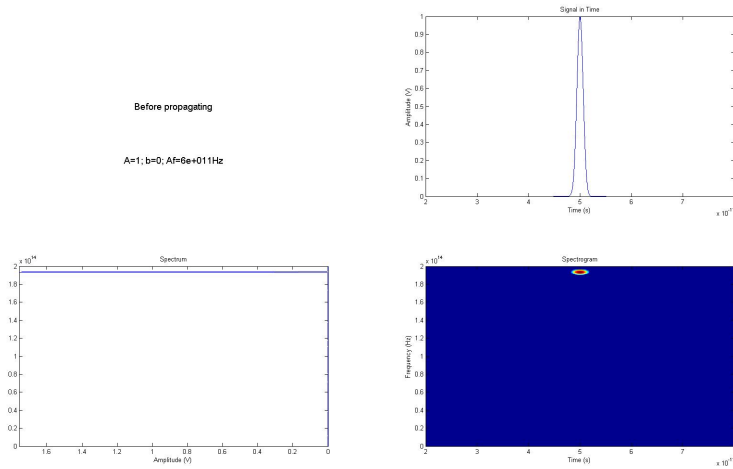 Signal in Time
1
0.9
0.8
0.7
0.6
0.5
0.4
0.3
0.2
0.1
0
Amplitude (V)
2 3 4 5 6 7
Time (s)
Before propagating
A=1; b=0; Af=6e+011Hz
Spectrum
x 10^14
2
1.8
1.6
1.4
1.2
1
0.8
0.6
0.4
0.2
0
1.6 1.4 1.2 1 0.8 0.6 0.4 0.2 0
Amplitude (V)
Spectrogram
x 10^14
2
1.8
1.6
1.4
1.2
1
0.8
0.6
0.4
0.2
0
Frequency (Hz)
2 3 4 5 6 7
Time (s)